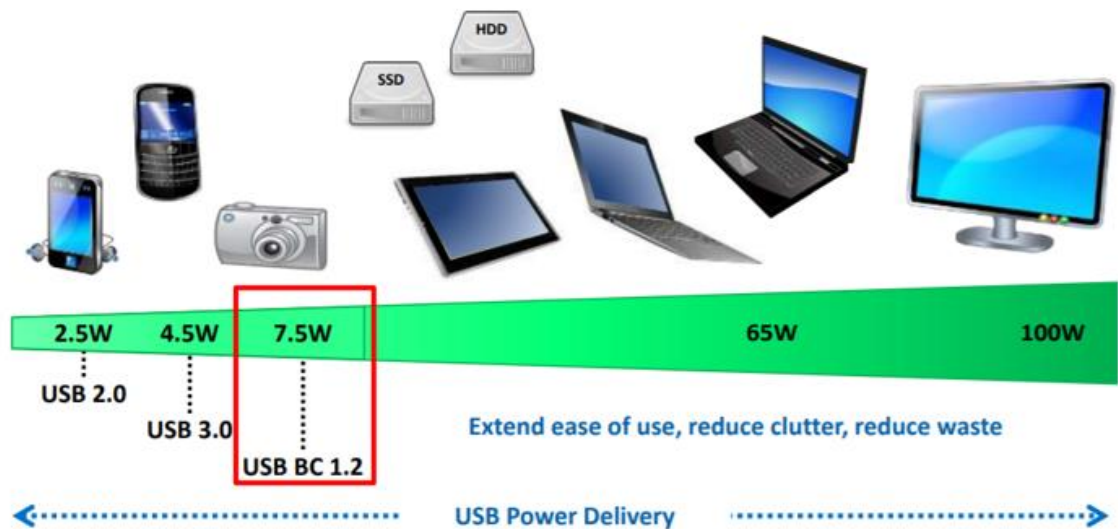 HDD
SSD
2.5W 4.5W 7.5W 65W 100W
USB 2.0
USB 3.0
USB BC 1.2
Extend ease of use, reduce clutter, reduce waste
USB Power Delivery